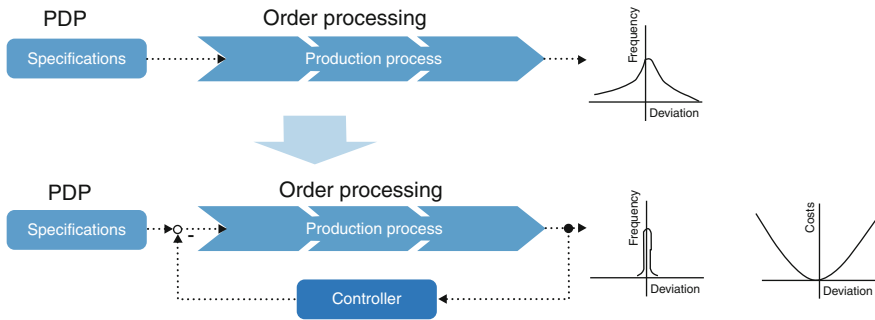 PDP
Order processing
Specifications
Production process
Frequency
Deviation
PDP
Order processing
Specifications
-
Production process
Controller
Frequency
Deviation
Costs
Deviation